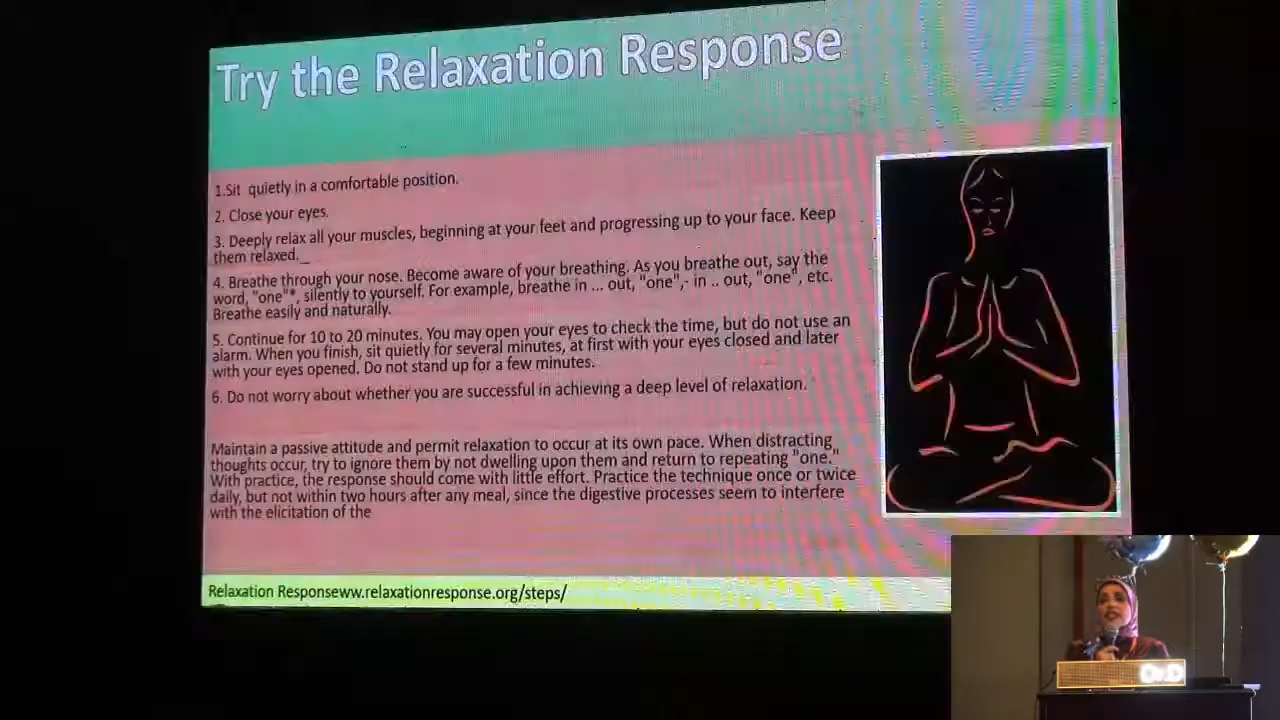 Try the Relaxation Response
1.Sit quietly in a comfortable position.
2. Close your eyes.
3. Deeply relax all your muscles, beginning at your feet and progressing up to your face. Keep
them relaxed._
4. Breathe through your nose. Become aware of your breathing. As you breathe out, say the
word, "one"*, silently to yourself. For example, breathe in ... out, "one",- in .. out, "one", etc.
Breathe easily and naturally.
5. Continue for 10 to 20 minutes. You may open your eyes to check the time, but do not use an
alarm. When you finish, sit quietly for several minutes, at first with your eyes closed and later
with your eyes opened. Do not stand up for a few minutes.
6. Do not worry about whether you are successful in achieving a deep level of relaxation.
Maintain a passive attitude and permit relaxation to occur at its own pace. When distracting
thoughts occur, try to ignore them by not dwelling upon them and return to repeating "one."
With practice, the response should come with little effort. Practice the technique once or twice
daily, but not within two hours after any meal, since the digestive processes seem to interfere
with the elicitation of the
Relaxation Responseww.relaxationresponse.org/steps/